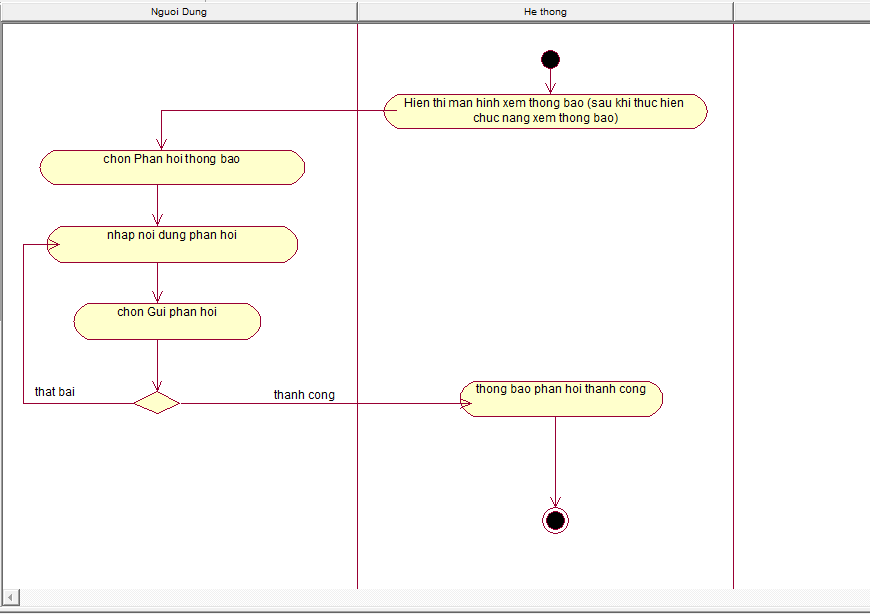 Nguoi Dung
He thong
Hien thi man hinh xem thong bao (sau khi thuc hien
chuc nang xem thong bao)
chon Phan hoi thong bao
nhap noi dung phan hoi
chon Gui phan hoi
that bai
thanh cong
thong bao phan hoi thanh cong